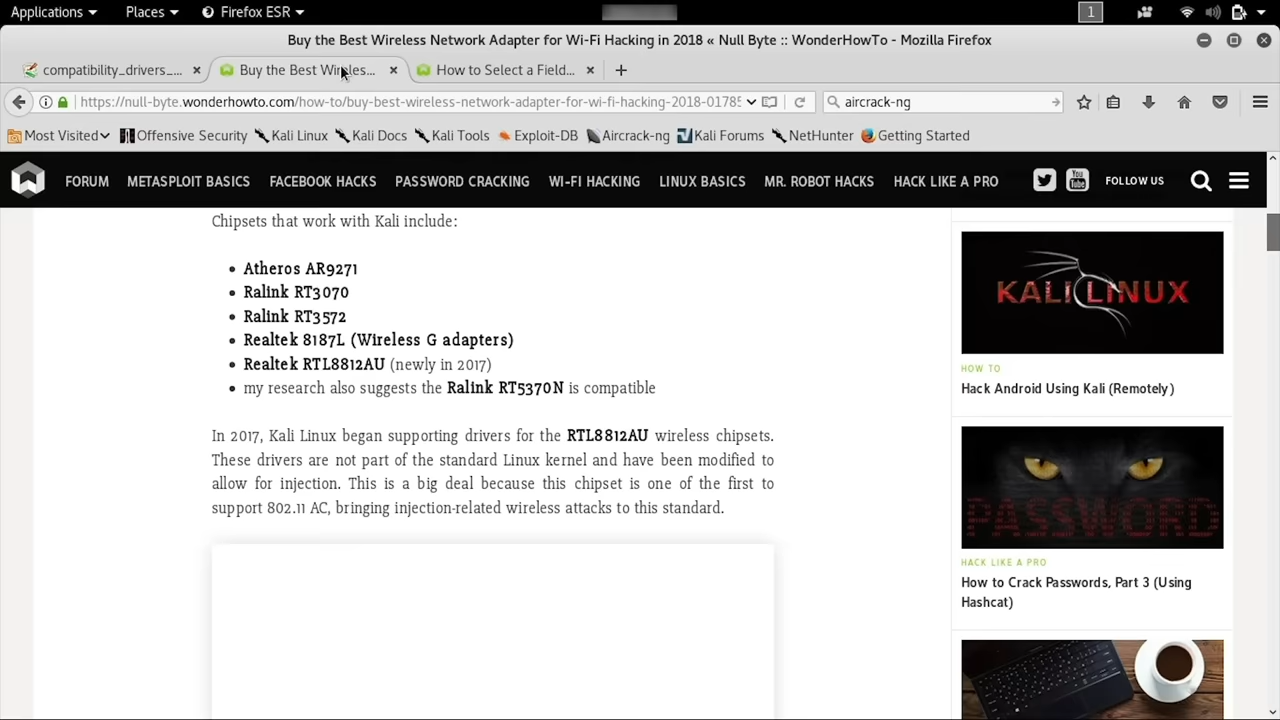 Applications Places Firefox ESR 1
Buy the Best Wireless Network Adapter for Wi-Fi Hacking in 2018 « Null Byte :: WonderHowTo - Mozilla Firefox
compatibility_drivers_... Buy the Best Wireles... How to Select a Field...
https://null-byte.wonderhowto.com/how-to/buy-best-wireless-network-adapter-for-wi-fi-hacking-2018-01785 aircrack-ng
Most Visited Offensive Security Kali Linux Kali Docs Kali Tools Exploit-DB Aircrack-ng Kali Forums NetHunter Getting Started
FORUM METASPLOIT BASICS FACEBOOK HACKS PASSWORD CRACKING WI-FI HACKING LINUX BASICS MR. ROBOT HACKS HACK LIKE A PRO FOLLOW US
Chipsets that work with Kali include:
Atheros AR9271
Ralink RT3070
Ralink RT3572
Realtek 8187L (Wireless G adapters)
Realtek RTL8812AU (newly in 2017)
my research also suggests the Ralink RT5370N is compatible
In 2017, Kali Linux began supporting drivers for the RTL8812AU wireless chipsets.
These drivers are not part of the standard Linux kernel and have been modified to
allow for injection. This is a big deal because this chipset is one of the first to
support 802.11 AC, bringing injection-related wireless attacks to this standard.
KALI LINUX
HOW TO
Hack Android Using Kali (Remotely)
PASSWORD
HACK LIKE A PRO
How to Crack Passwords, Part 3 (Using
Hashcat)